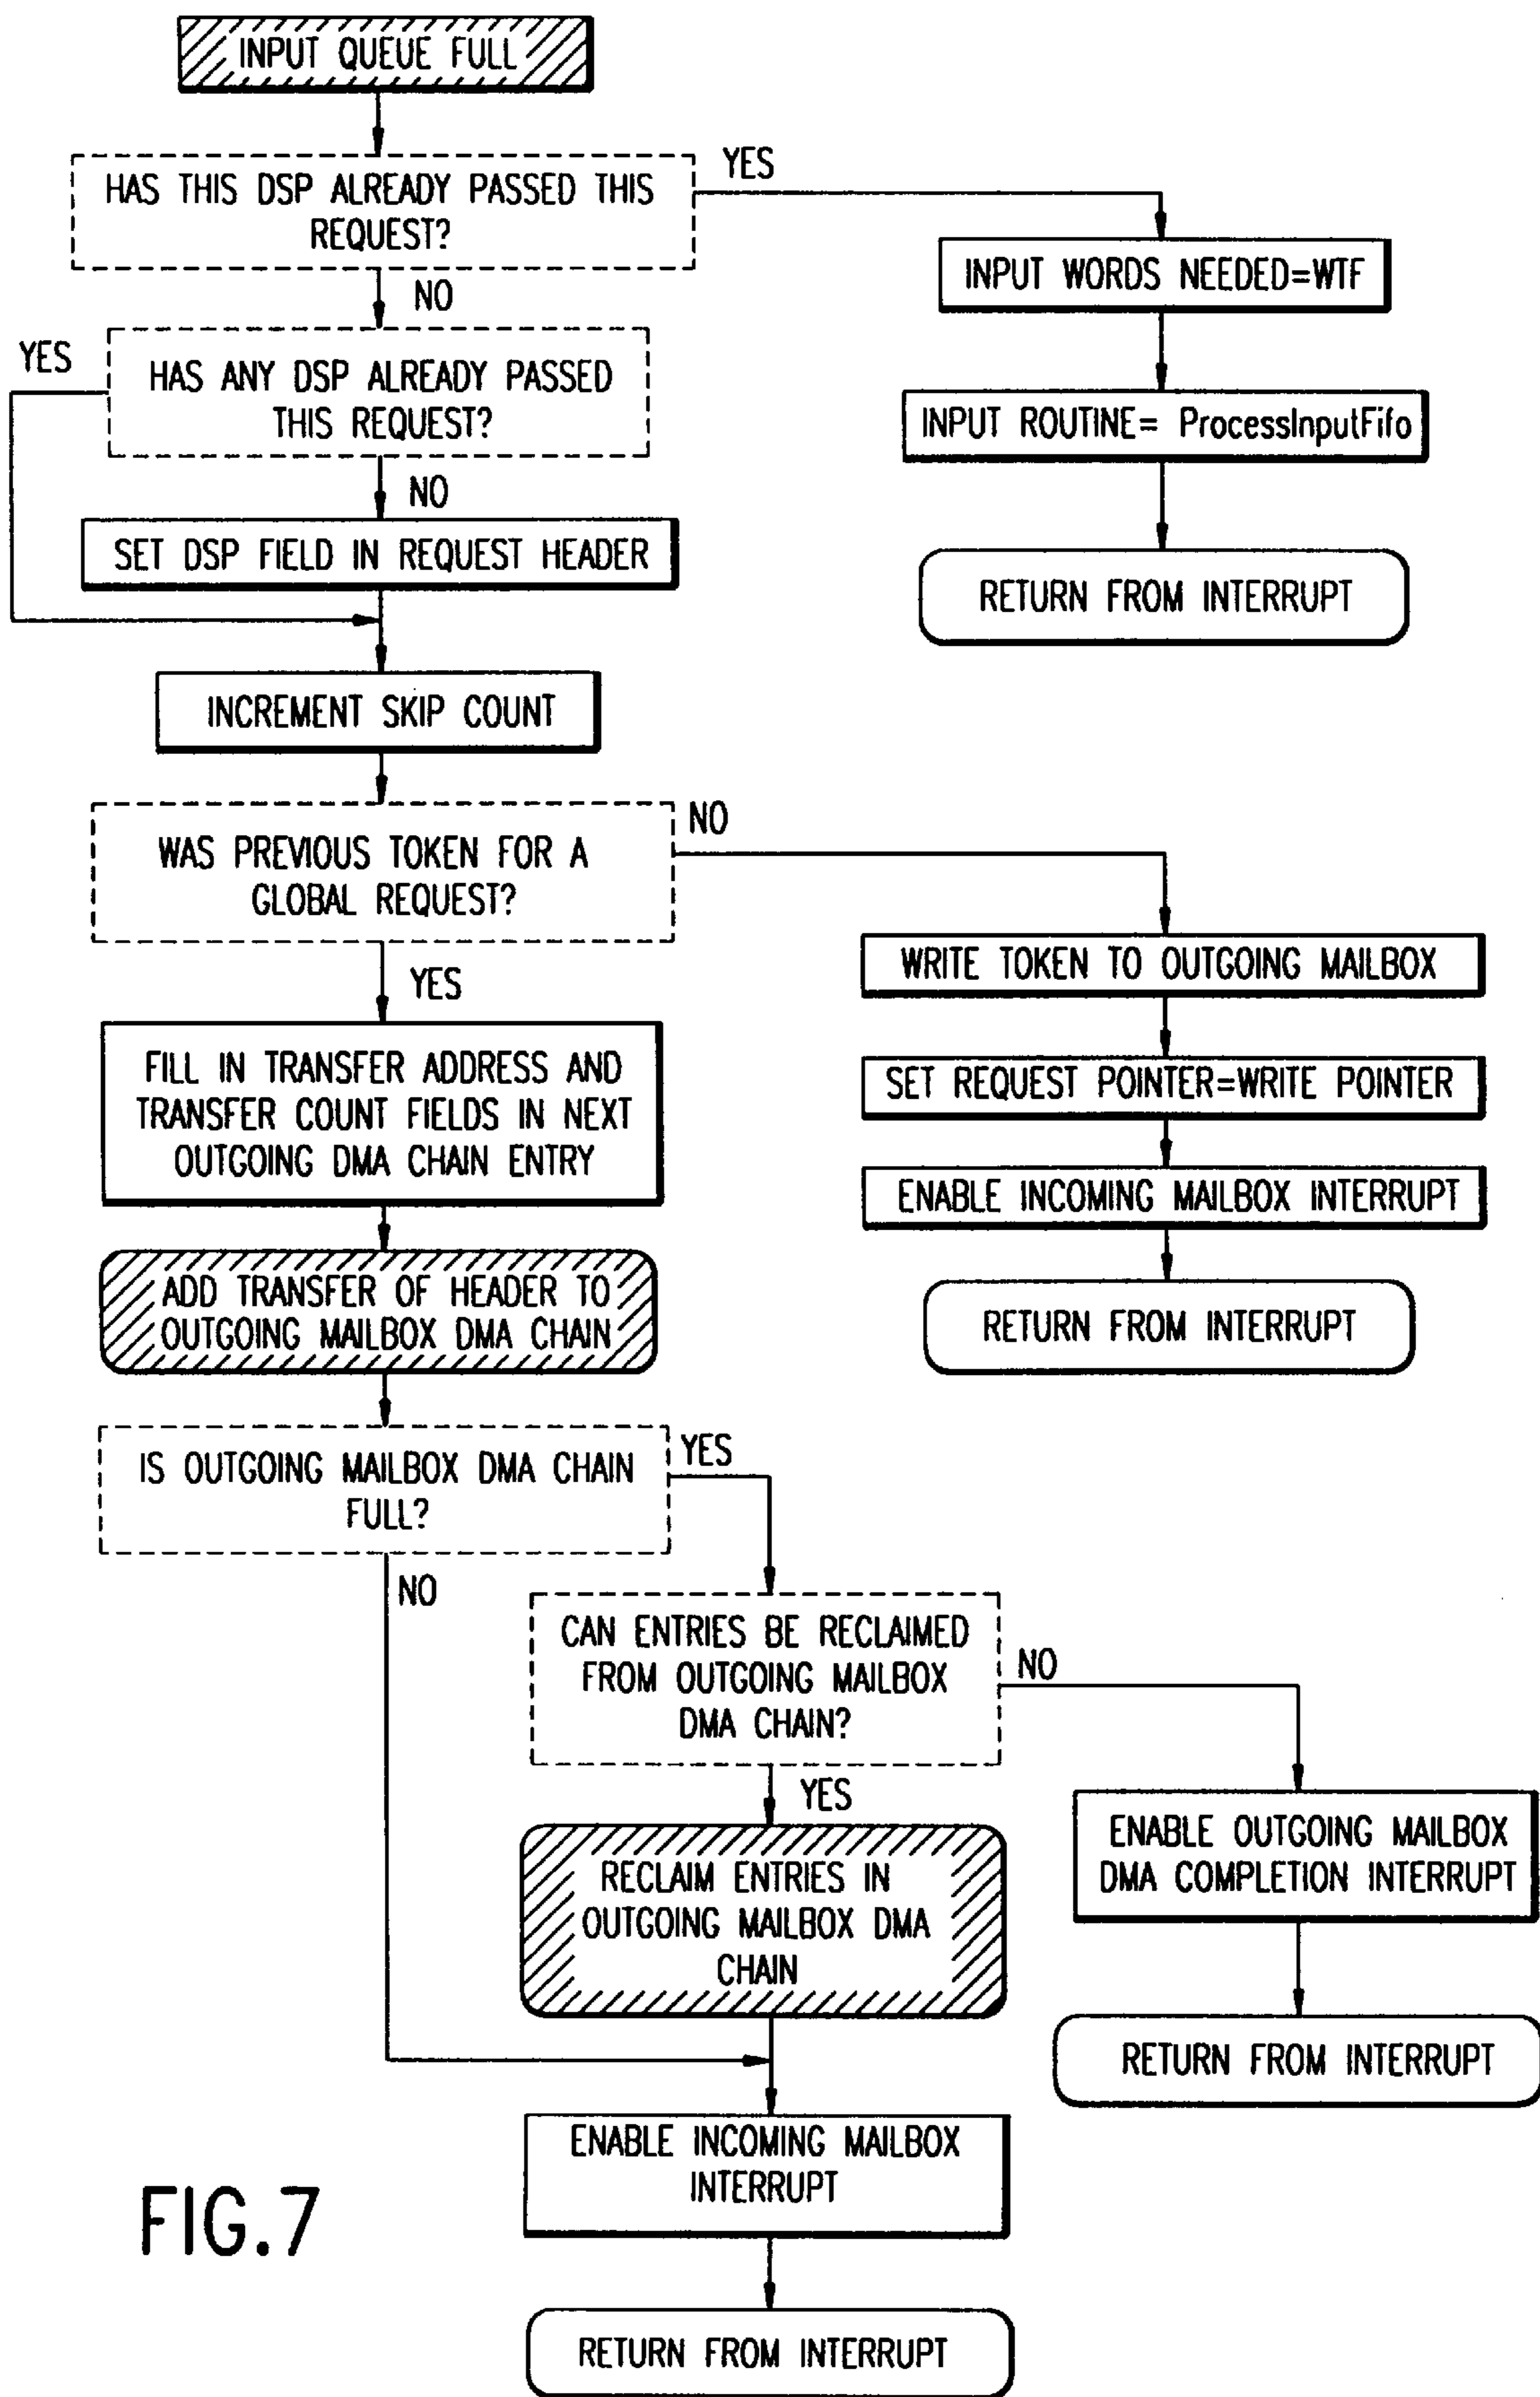 INPUT QUEUE FULL
HAS THIS DSP ALREADY PASSED THIS
REQUEST?
YES
NO
INPUT WORDS NEEDED=WTF
INPUT ROUTINE= ProcessInputFifo
RETURN FROM INTERRUPT
YES
HAS ANY DSP ALREADY PASSED
THIS REQUEST?
NO
SET DSP FIELD IN REQUEST HEADER
INCREMENT SKIP COUNT
WAS PREVIOUS TOKEN FOR A
GLOBAL REQUEST?
NO
YES
WRITE TOKEN TO OUTGOING MAILBOX
SET REQUEST POINTER=WRITE POINTER
ENABLE INCOMING MAILBOX INTERRUPT
RETURN FROM INTERRUPT
FILL IN TRANSFER ADDRESS AND
TRANSFER COUNT FIELDS IN NEXT
OUTGOING DMA CHAIN ENTRY
ADD TRANSFER OF HEADER TO
OUTGOING MAILBOX DMA CHAIN
IS OUTGOING MAILBOX DMA CHAIN
FULL?
YES
NO
CAN ENTRIES BE RECLAIMED
FROM OUTGOING MAILBOX
DMA CHAIN?
NO
YES
ENABLE OUTGOING MAILBOX
DMA COMPLETION INTERRUPT
RETURN FROM INTERRUPT
RECLAIM ENTRIES IN
OUTGOING MAILBOX DMA
CHAIN
ENABLE INCOMING MAILBOX
INTERRUPT
RETURN FROM INTERRUPT
FIG.7